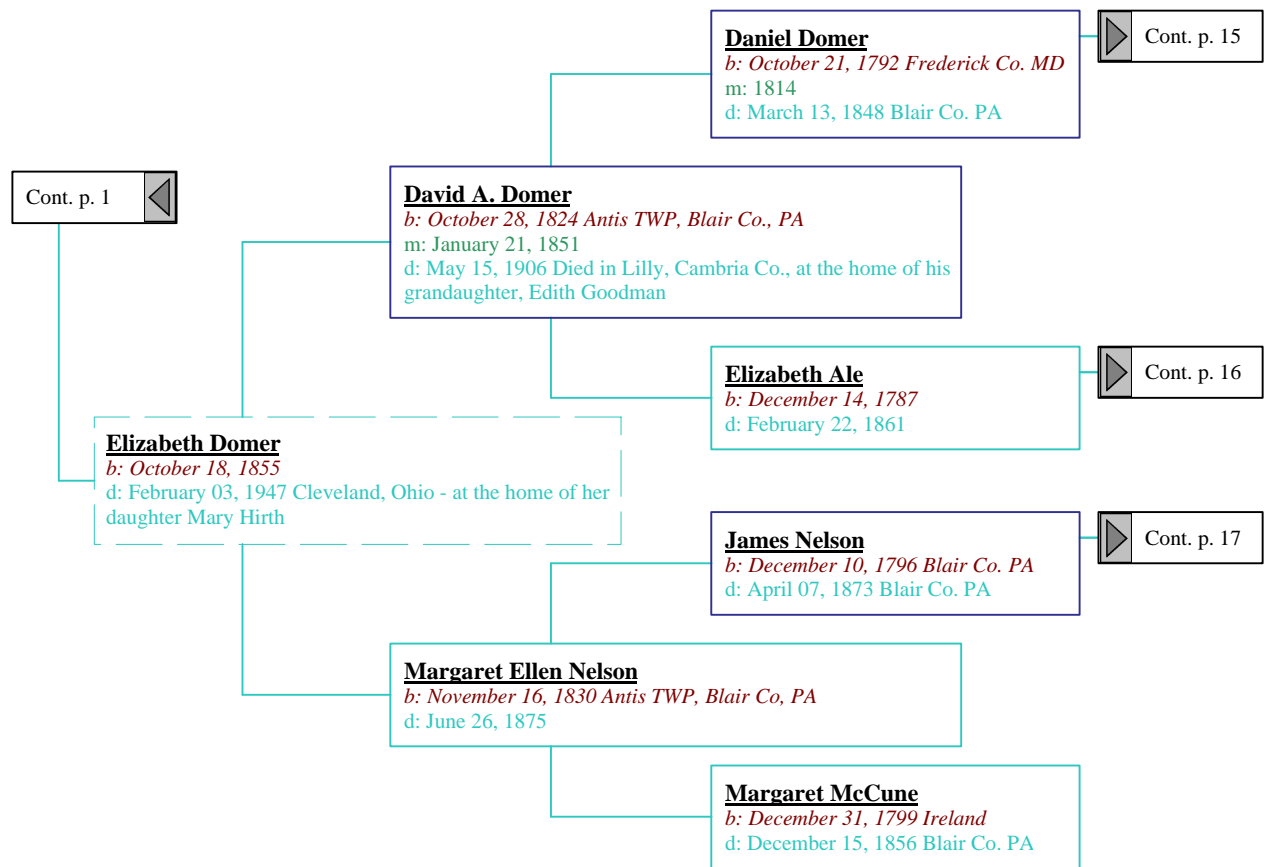 Daniel Domer
b: October 21, 1792 Frederick Co. MD
m: 1814
d: March 13, 1848 Blair Co. PA
Cont. p. 15
Cont. p. 1
David A. Domer
b: October 28, 1824 Antis TWP, Blair Co., PA
m: January 21, 1851
d: May 15, 1906 Died in Lilly, Cambria Co., at the home of his
grandaughter, Edith Goodman
Elizabeth Ale
b: December 14, 1787
d: February 22, 1861
Cont. p. 16
Elizabeth Domer
b: October 18, 1855
d: February 03, 1947 Cleveland, Ohio - at the home of her
daughter Mary Hirth
James Nelson
b: December 10, 1796 Blair Co. PA
d: April 07, 1873 Blair Co. PA
Cont. p. 17
Margaret Ellen Nelson
b: November 16, 1830 Antis TWP, Blair Co, PA
d: June 26, 1875
Margaret McCune
b: December 31, 1799 Ireland
d: December 15, 1856 Blair Co. PA